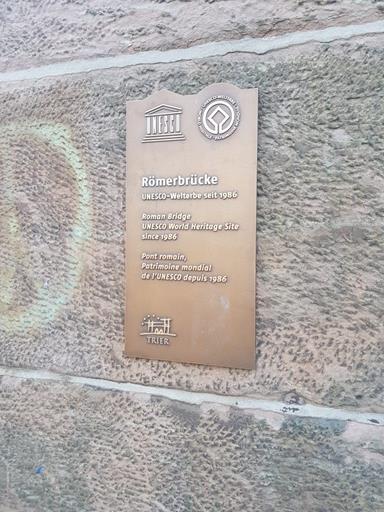 UNESCO
Römerbrücke
UNESCO-Welterbe seit 1986
Roman Bridge
UNESCO World Heritage Site
since 1986
Pont romain,
Patrimoine mondial
de l'UNESCO depuis 1986
TRIER